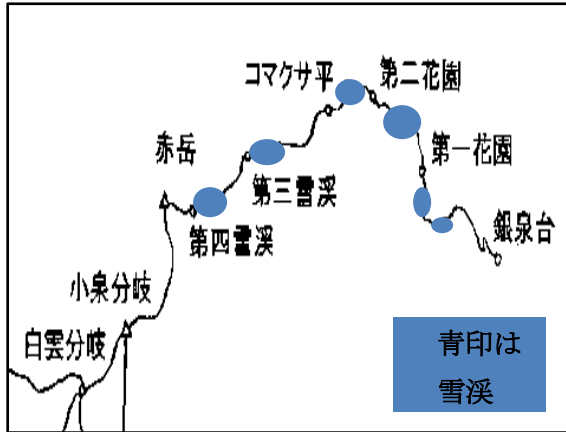 コマクサ平
第二花園
赤岳
第一花園
第三雪渓
銀泉台
第四雪渓
小泉分岐
白雲分岐
青印は
雪渓